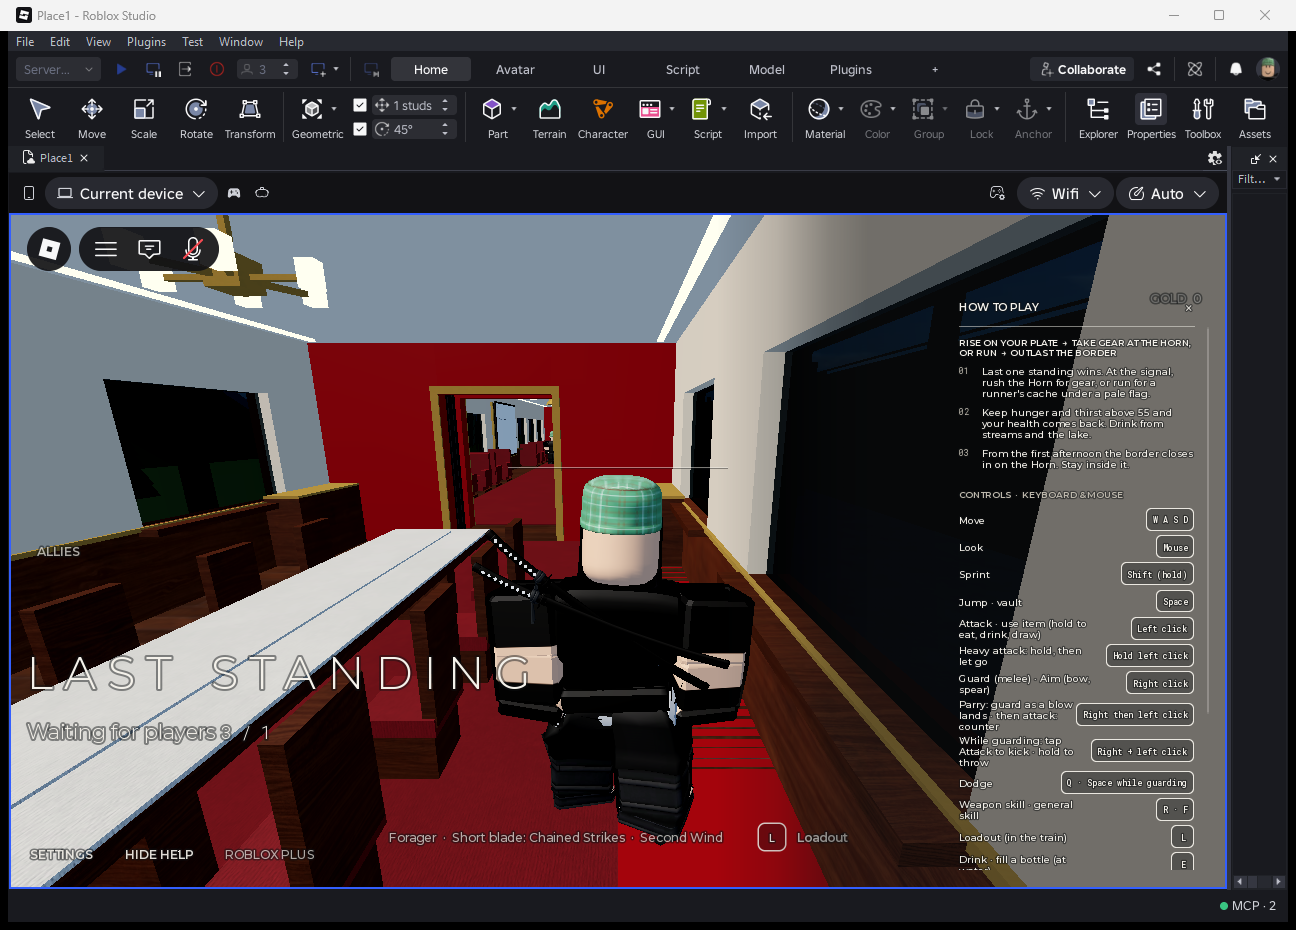 Place1 - Roblox Studio
File Edit View Plugins Test Window Help
Server... 3 Home Avatar UI Script Model Plugins + Collaborate
1 studs
45°
Select Move Scale Rotate Transform Geometric Part Terrain Character GUI Script Import Material Color Group Lock Anchor Explorer Properties Toolbox Assets
Place1
Filt...
Current device Wifi Auto
GOLD 0
HOW TO PLAY
RISE ON YOUR PLATE → TAKE GEAR AT THE HORN,
OR RUN → OUTLAST THE BORDER
01 Last one standing wins. At the signal,
rush the Horn for gear, or run for a
runner's cache under a pale flag.
02 Keep hunger and thirst above 55 and
your health comes back. Drink from
streams and the lake.
03 From the first afternoon the border closes
in on the Horn. Stay inside it.
CONTROLS · KEYBOARD & MOUSE
Move W A S D
Look Mouse
Sprint Shift (hold)
Jump · vault Space
Attack · use item (hold to
eat, drink, draw) Left click
Heavy attack: hold, then
let go Hold left click
Guard (melee) · Aim (bow,
spear) Right click
Parry: guard as a blow
lands · then attack:
counter Right then left click
While guarding: tap
Attack to kick · hold to
throw Right + left click
Dodge Q · Space while guarding
Weapon skill · general
skill R · F
Loadout (in the train) L
Drink · fill a bottle (at
water) E
ALLIES
LAST STANDING
Waiting for players 3 / 1
Forager · Short blade: Chained Strikes · Second Wind L Loadout
SETTINGS HIDE HELP ROBLOX PLUS
MCP · 2